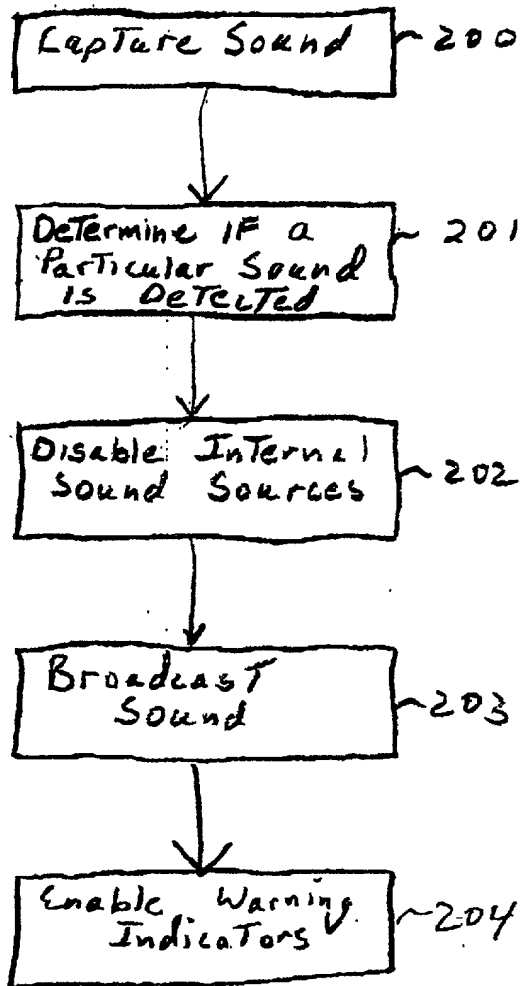 Capture Sound 200
Determine if a 201
Particular Sound
is Detected
Disable Internal
Sound Sources 202
Broadcast
Sound 203
Enable Warning
Indicators 204